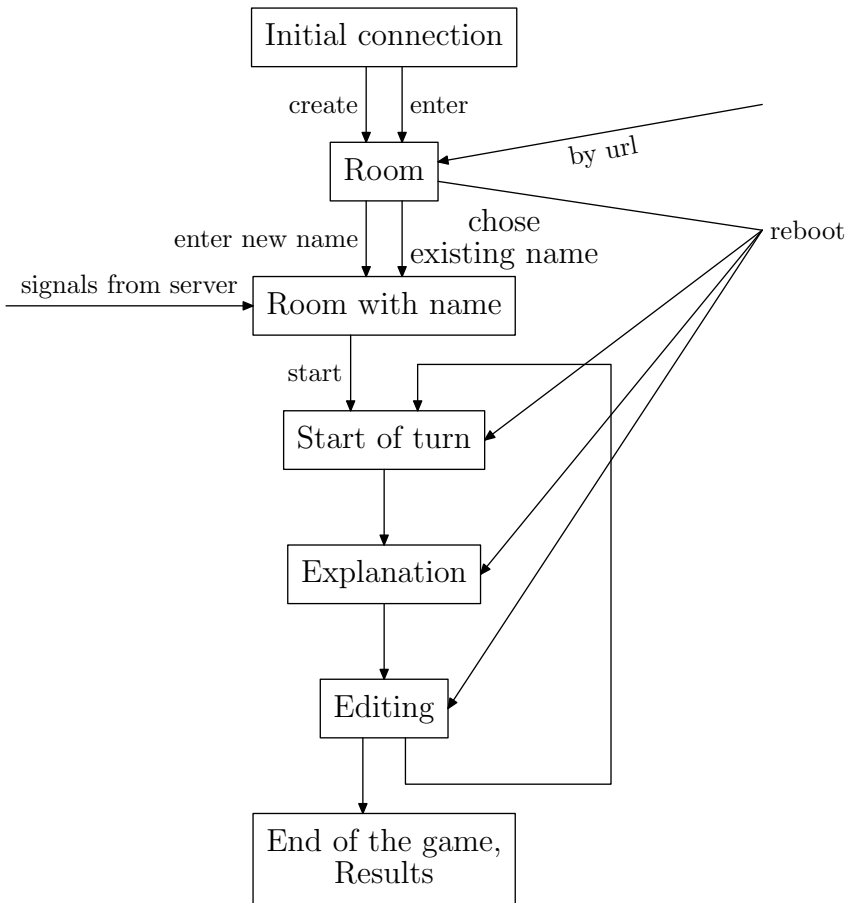 Initial connection
create
enter
by url
Room
chose
existing name
enter new name
reboot
signals from server
Room with name
start
Start of turn
Explanation
Editing
End of the game,
Results